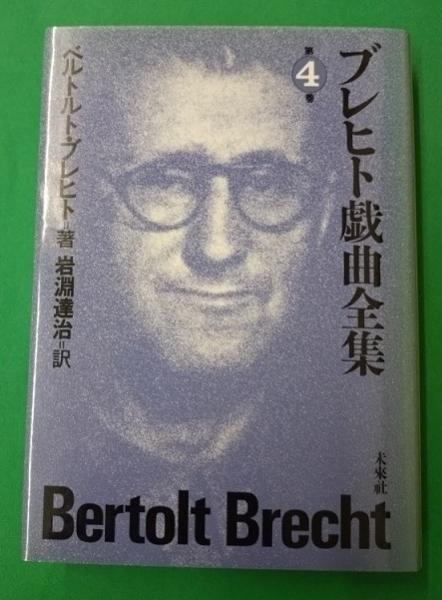 ブレヒト戯曲全集
第4巻
ベルトルト・ブレヒト=著
岩淵達治=訳
未來社
Bertolt Brecht